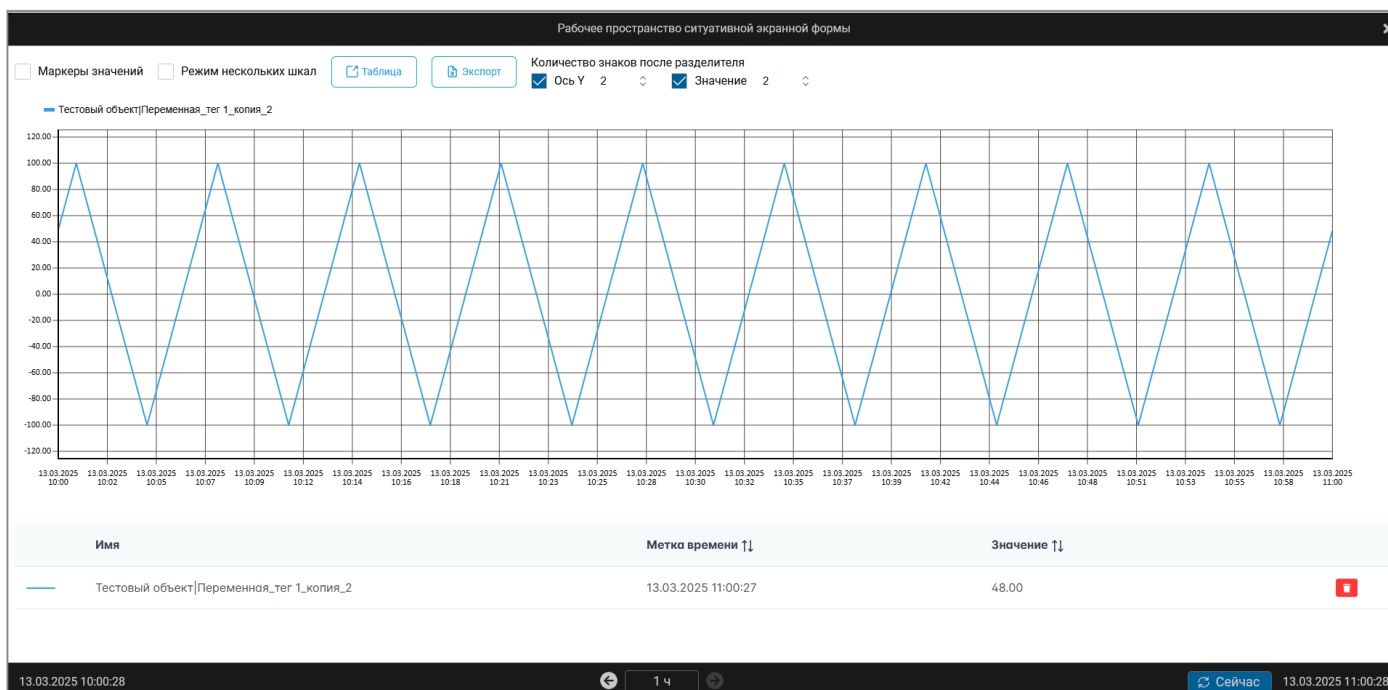 Рабочее пространство ситуативной экранной формы
Маркеры значений Режим нескольких шкал Таблица Экспорт
Количество знаков после разделителя
Ось Y 2 Значение 2
Тестовый объект|Переменная_тег 1_копия_2
120.00
100.00
80.00
60.00
40.00
20.00
0.00
-20.00
-40.00
-60.00
-80.00
-100.00
-120.00
13.03.2025 13.03.2025 13.03.2025 13.03.2025 13.03.2025 13.03.2025 13.03.2025 13.03.2025 13.03.2025 13.03.2025 13.03.2025 13.03.2025 13.03.2025 13.03.2025 13.03.2025 13.03.2025 13.03.2025 13.03.2025 13.03.2025 13.03.2025 13.03.2025 13.03.2025 13.03.2025 13.03.2025 13.03.2025 13.03.2025 13.03.2025
10:00 10:02 10:05 10:07 10:09 10:12 10:14 10:16 10:18 10:21 10:23 10:25 10:28 10:30 10:32 10:35 10:37 10:39 10:42 10:44 10:46 10:48 10:51 10:53 10:55 10:58 11:00
Имя Метка времени Значение
Тестовый объект|Переменная_тег 1_копия_2 13.03.2025 11:00:27 48.00
13.03.2025 10:00:28 1 ч Сейчас 13.03.2025 11:00:28